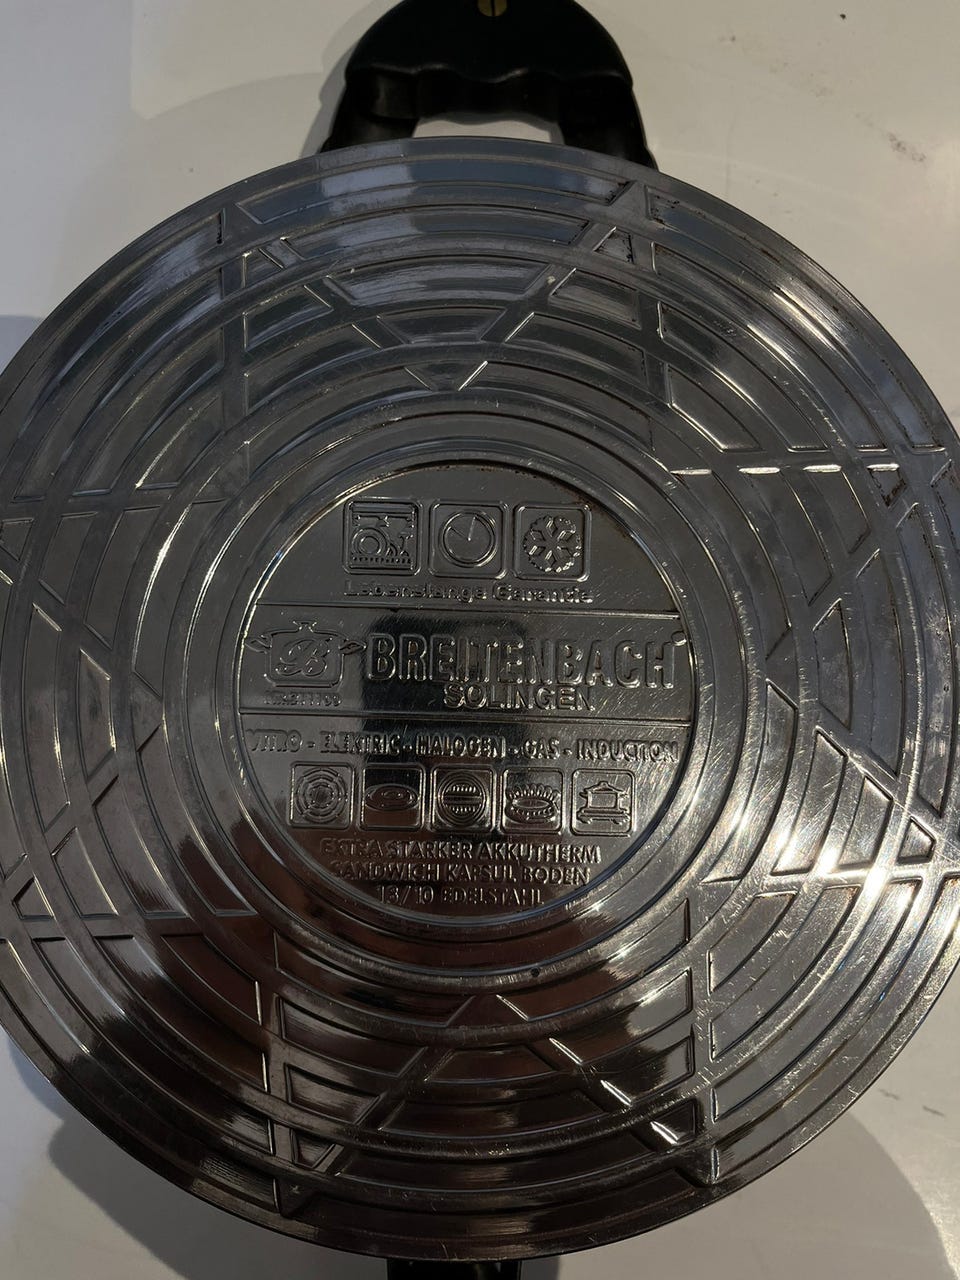 Lebenslange Garantie
B
BREITENBACH
SOLINGEN
VITRO - ELEKTRIC - HALOGEN - GAS - INDUCTION
EXTRA STARKER AKKUTHERM
SANDWICH KAPSUL BODEN
18/10 EDELSTAHL